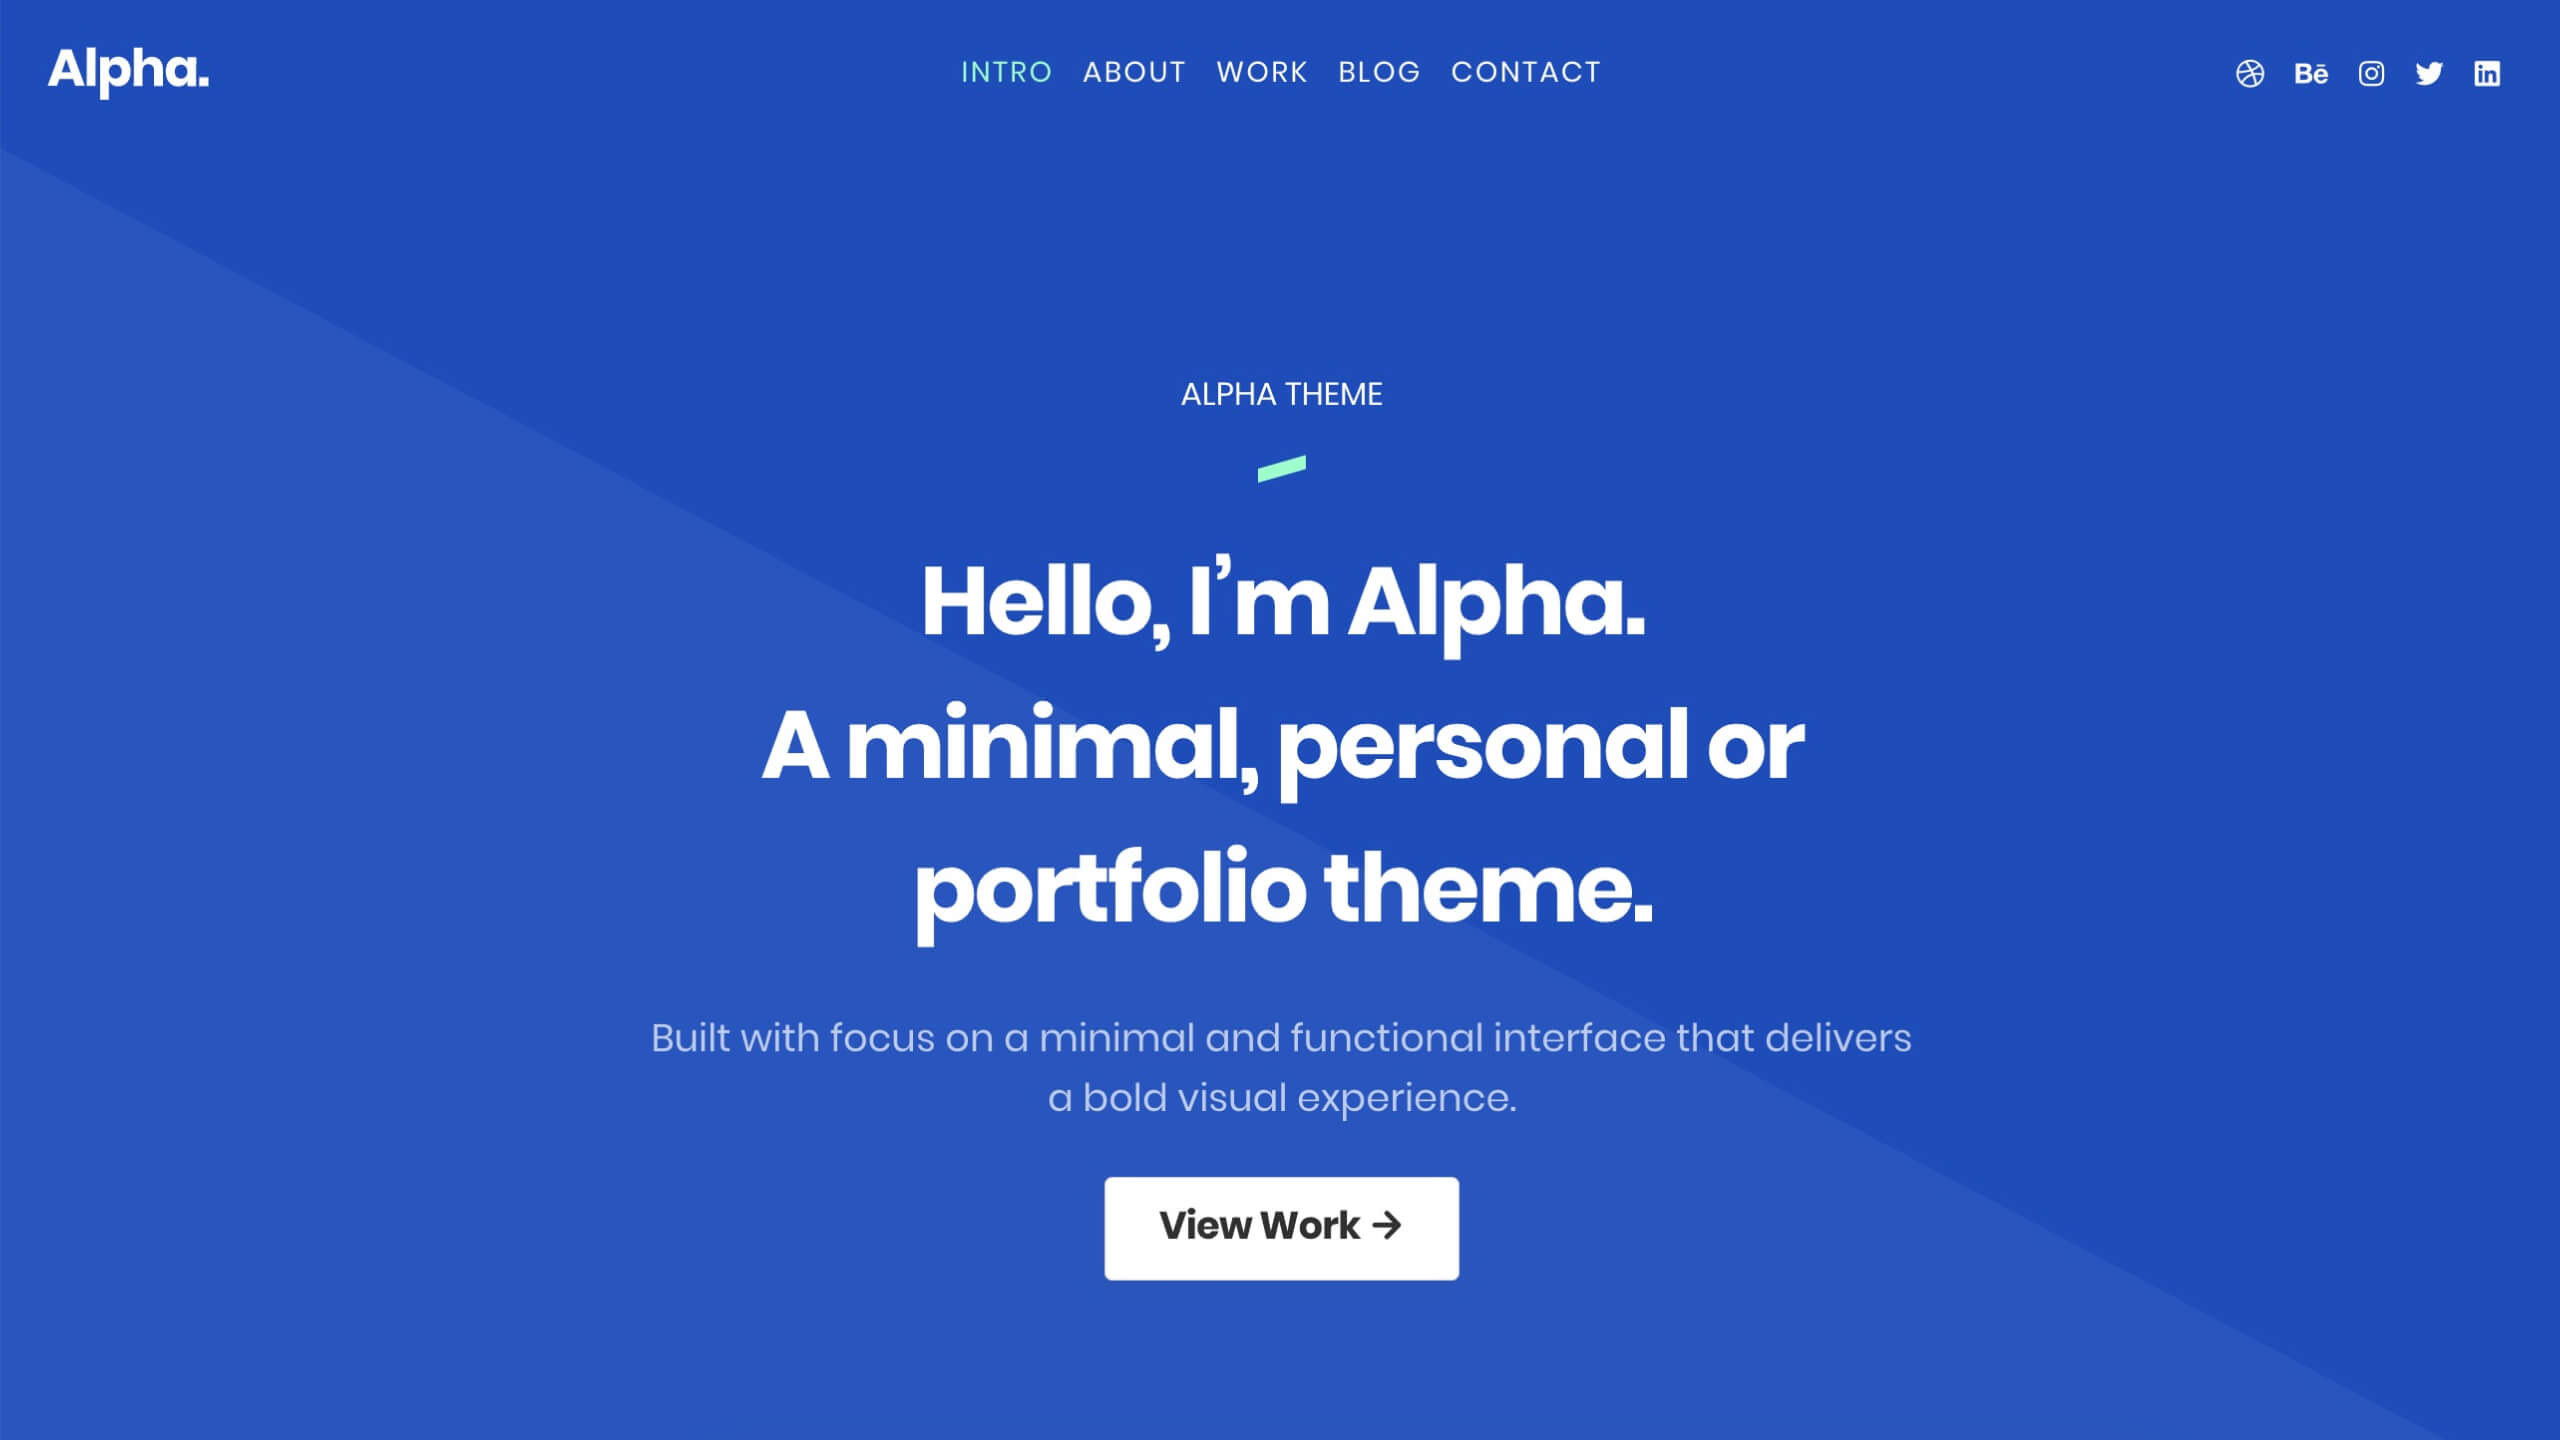 Alpha.
INTRO ABOUT WORK BLOG CONTACT
Bē
in
ALPHA THEME
Hello, I’m Alpha.
A minimal, personal or
portfolio theme.
Built with focus on a minimal and functional interface that delivers
a bold visual experience.
View Work →